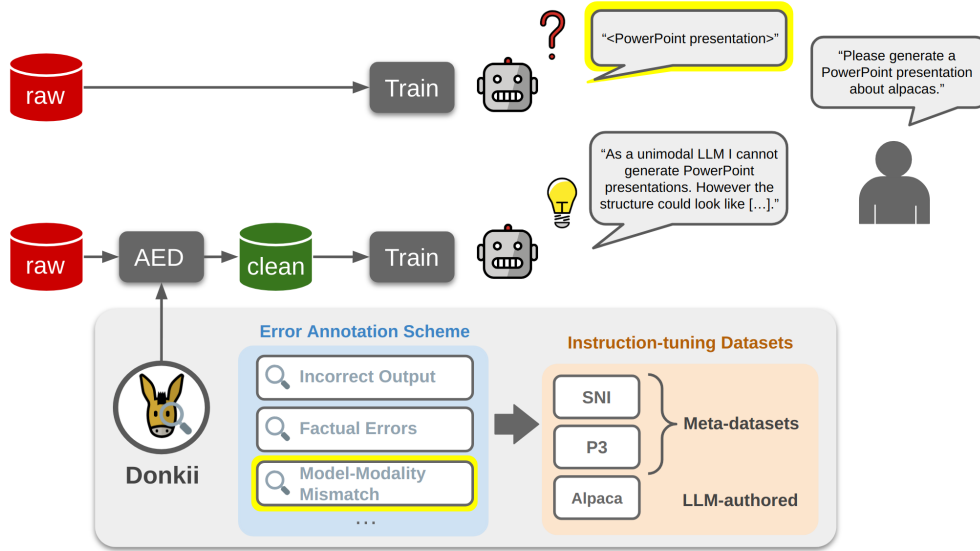 “<PowerPoint presentation>”
“Please generate a
PowerPoint presentation
about alpacas.”
raw
Train
“As a unimodal LLM I cannot
generate PowerPoint
presentations. However the
structure could look like [...].”
raw
AED
clean
Train
Error Annotation Scheme
Instruction-tuning Datasets
Incorrect Output
Factual Errors
Model-Modality
Mismatch
...
SNI
P3
Meta-datasets
Alpaca
LLM-authored
Donkii